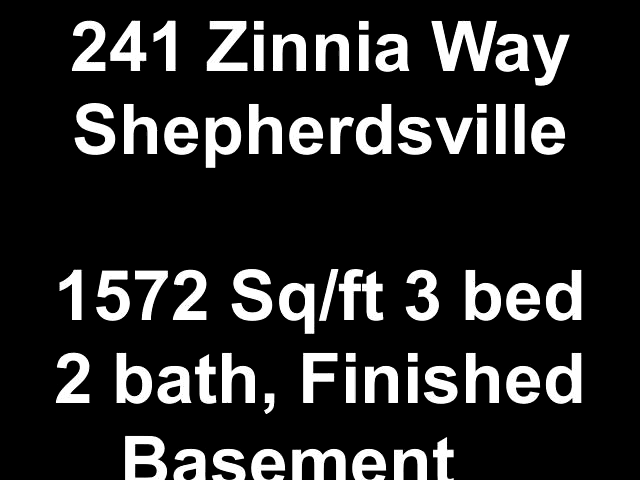 241 Zinnia Way
Shepherdsville
1572 Sq/ft 3 bed
2 bath, Finished
Basement